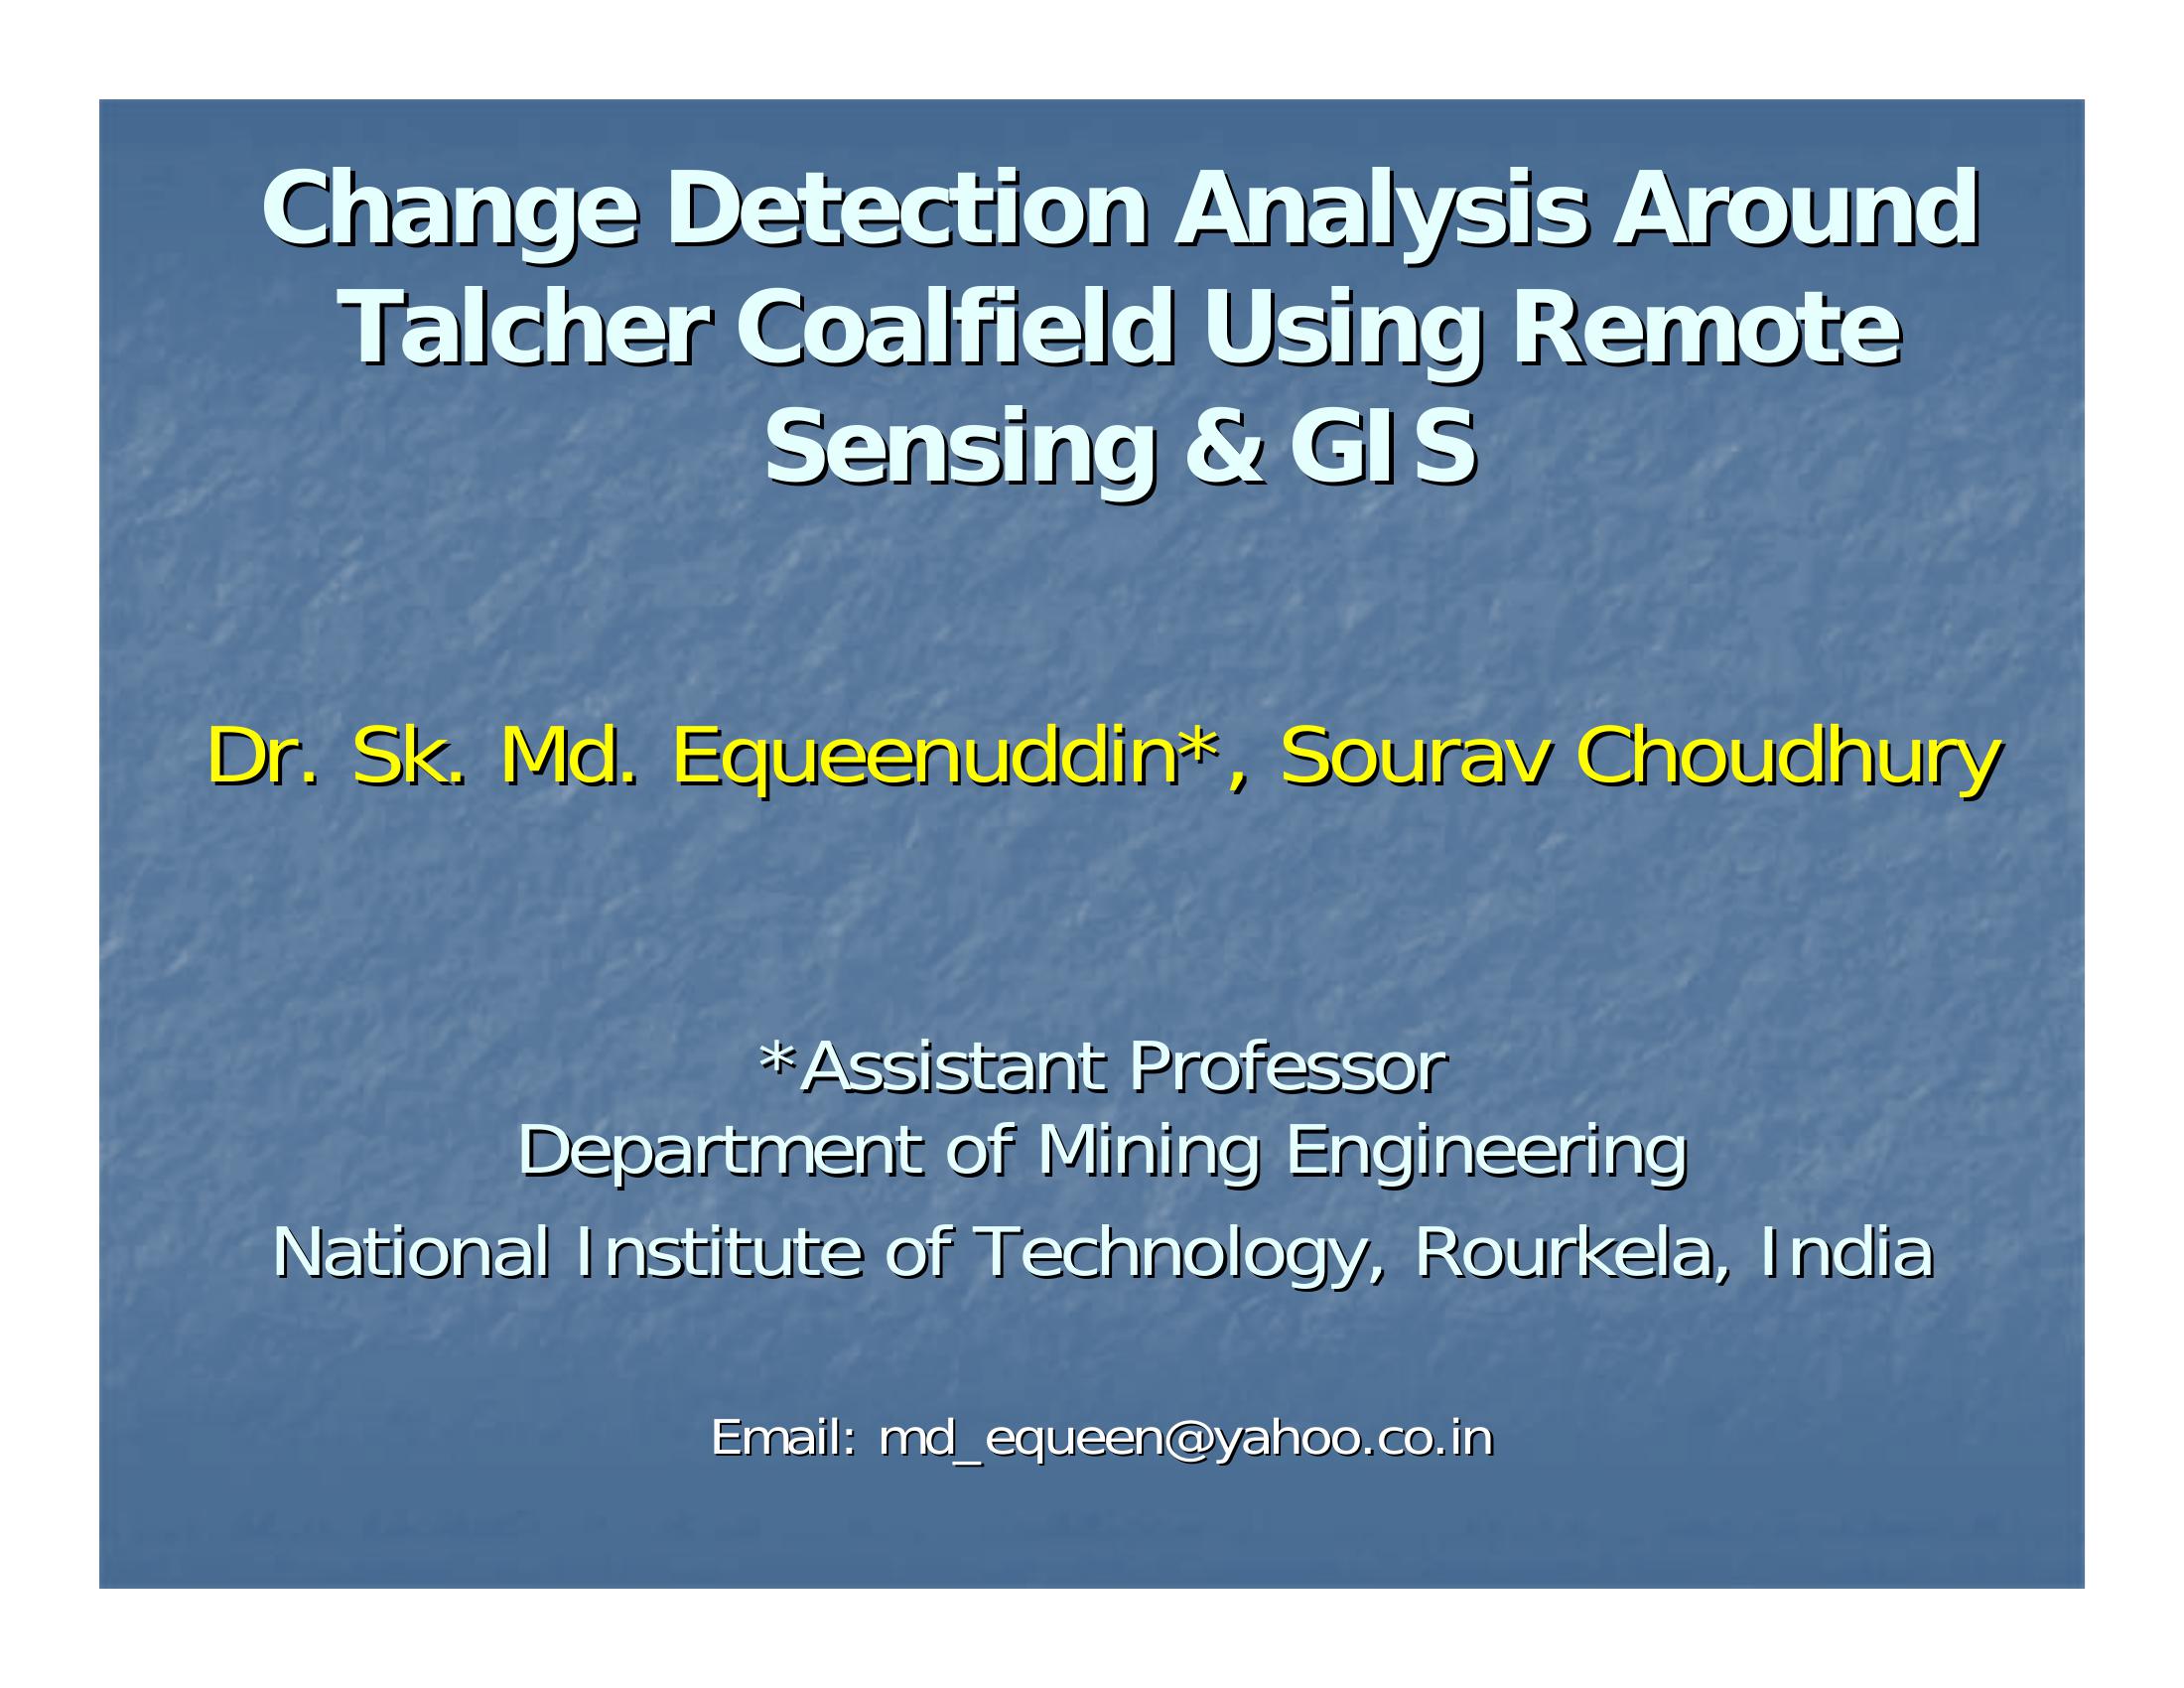 Change Detection Analysis Around
Talcher Coalfield Using Remote
Sensing & GIS
Dr. Sk. Md. Equeenuddin*, Sourav Choudhury
*Assistant Professor
Department of Mining Engineering
National Institute of Technology, Rourkela, India
Email: md_equeen@yahoo.co.in